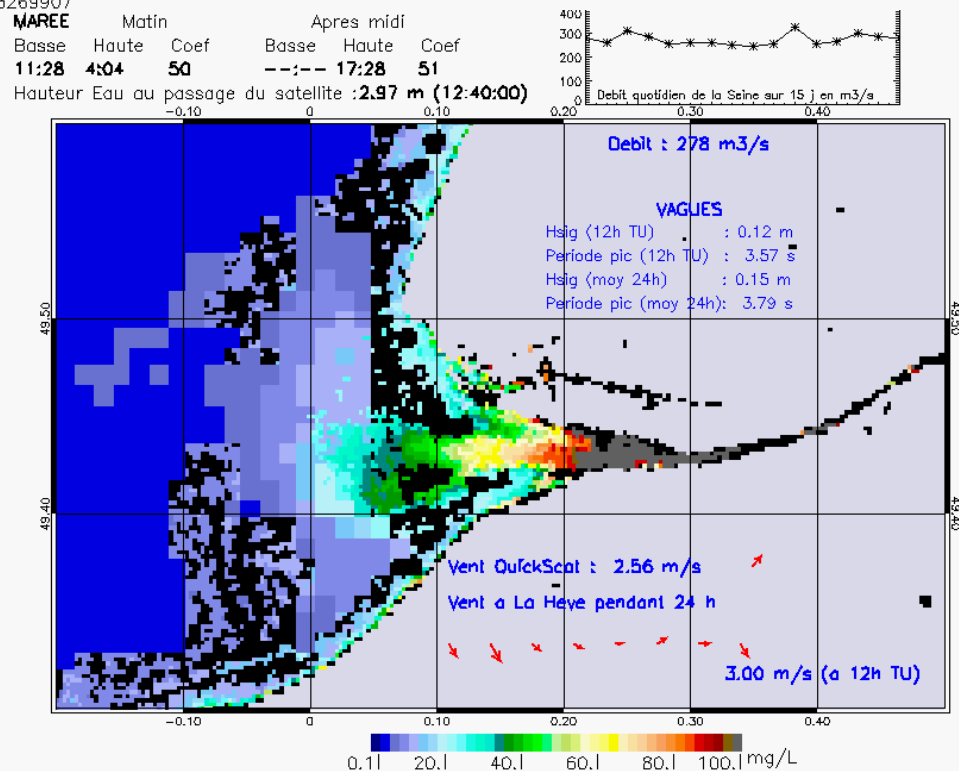 MAREE Matin Apres midi
Basse Haute Coef Basse Haute Coef
11:28 4:04 50 --:-- 17:28 51
Hauteur Eau au passage du satellite :2.97 m (12:40:00)
400
300
200
100
0
Debit quotidien de la Seine sur 15 j en m3/s
-0.10 0 0.10 0.20 0.30 0.40
Debit : 278 m3/s
VAGUES
Hsig (12h TU) : 0.12 m
Periode pic (12h TU) : 3.57 s
Hsig (moy 24h) : 0.15 m
Periode pic (moy 24h): 3.79 s
49.50 49.50
49.40 49.40
Vent QuickScat : 2.56 m/s
Vent a La Heve pendant 24 h
3.00 m/s (a 12h TU)
-0.10 0 0.10 0.20 0.30 0.40
0.1 20. 40. 60. 80. 100. mg/L